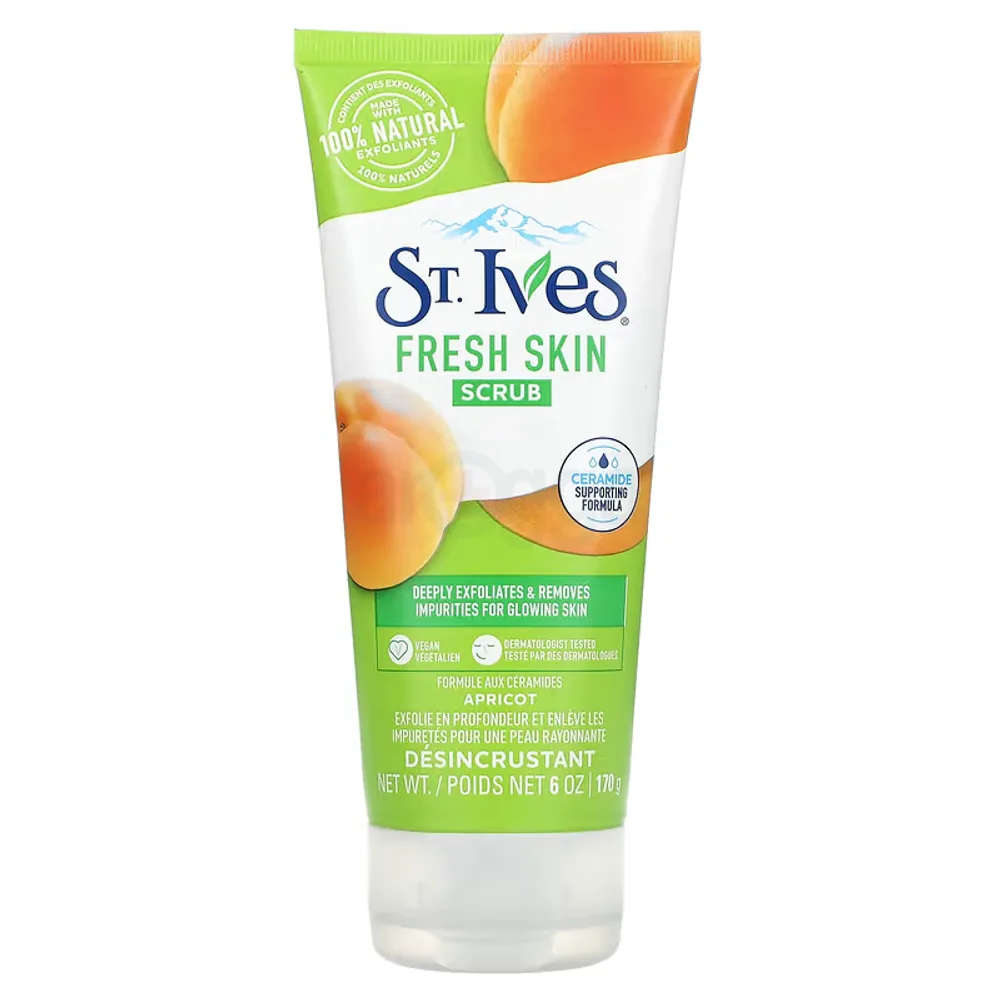 CONTIENT DES EXFOLIANTS
MADE
WITH
100% NATURAL
EXFOLIANTS
100% NATURELS
ST. IVES®
FRESH SKIN
SCRUB
CERAMIDE
SUPPORTING
FORMULA
DEEPLY EXFOLIATES & REMOVES
IMPURITIES FOR GLOWING SKIN
VEGAN
VÉGÉTALIEN
DERMATOLOGIST TESTED
TESTÉ PAR DES DERMATOLOGUES
FORMULE AUX CÉRAMIDES
APRICOT
EXFOLIE EN PROFONDEUR ET ENLÈVE LES
IMPURETÉS POUR UNE PEAU RAYONNANTE
DÉSINCRUSTANT
NET WT. / POIDS NET 6 OZ | 170 g